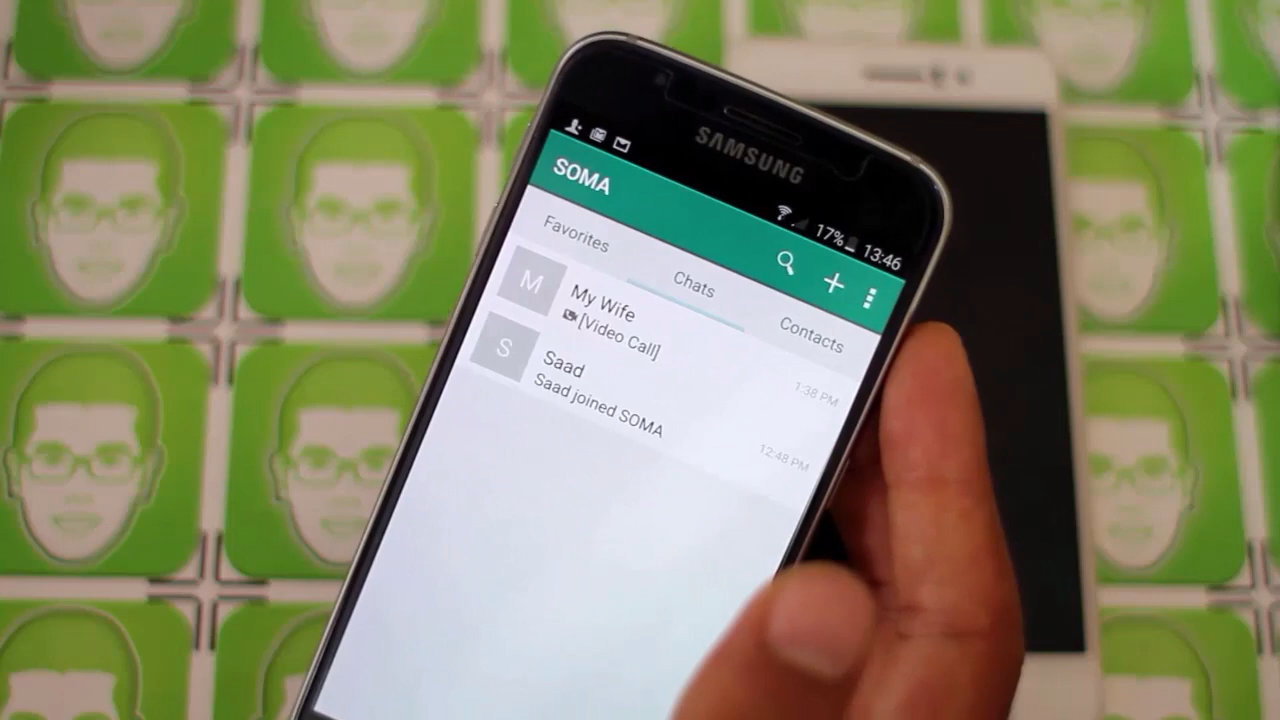 SAMSUNG
17% 13:46
SOMA
Favorites
Chats
Contacts
M
My Wife
[Video Call]
1:38 PM
S
Saad
Saad joined SOMA
12:48 PM